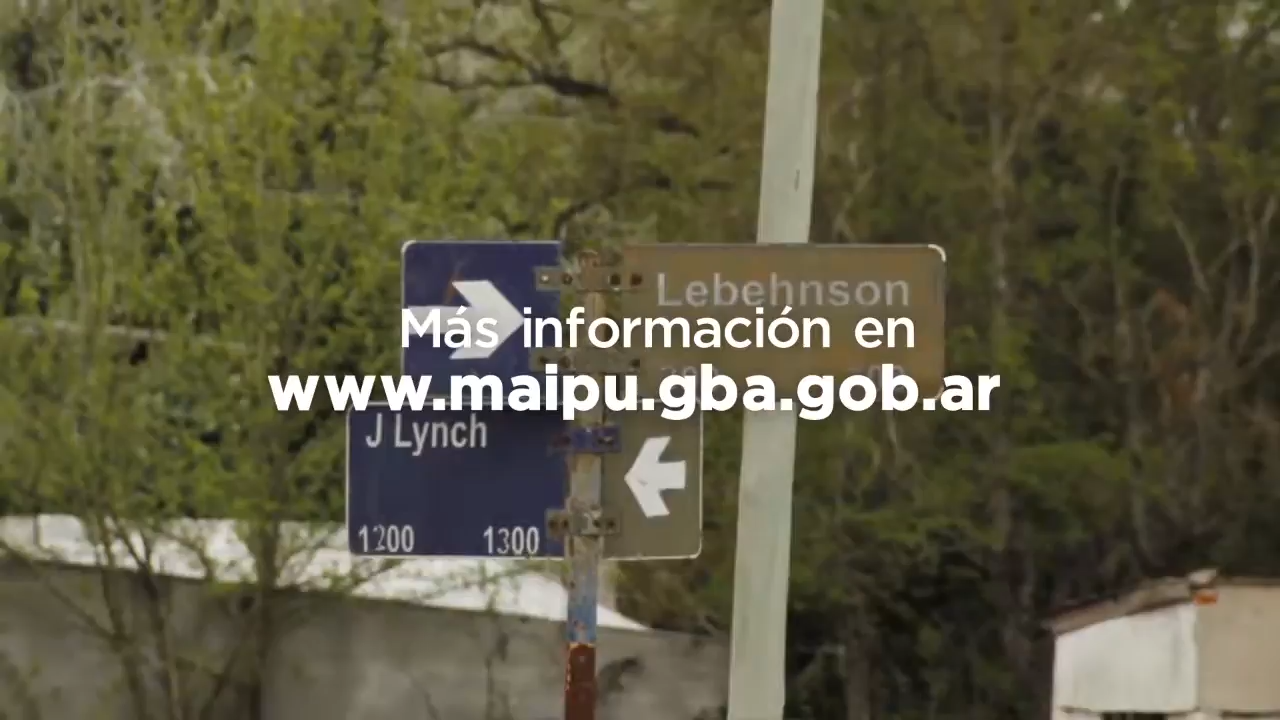 Lebehnson
Más información en
www.maipu.gba.gob.ar
J Lynch
1200 1300